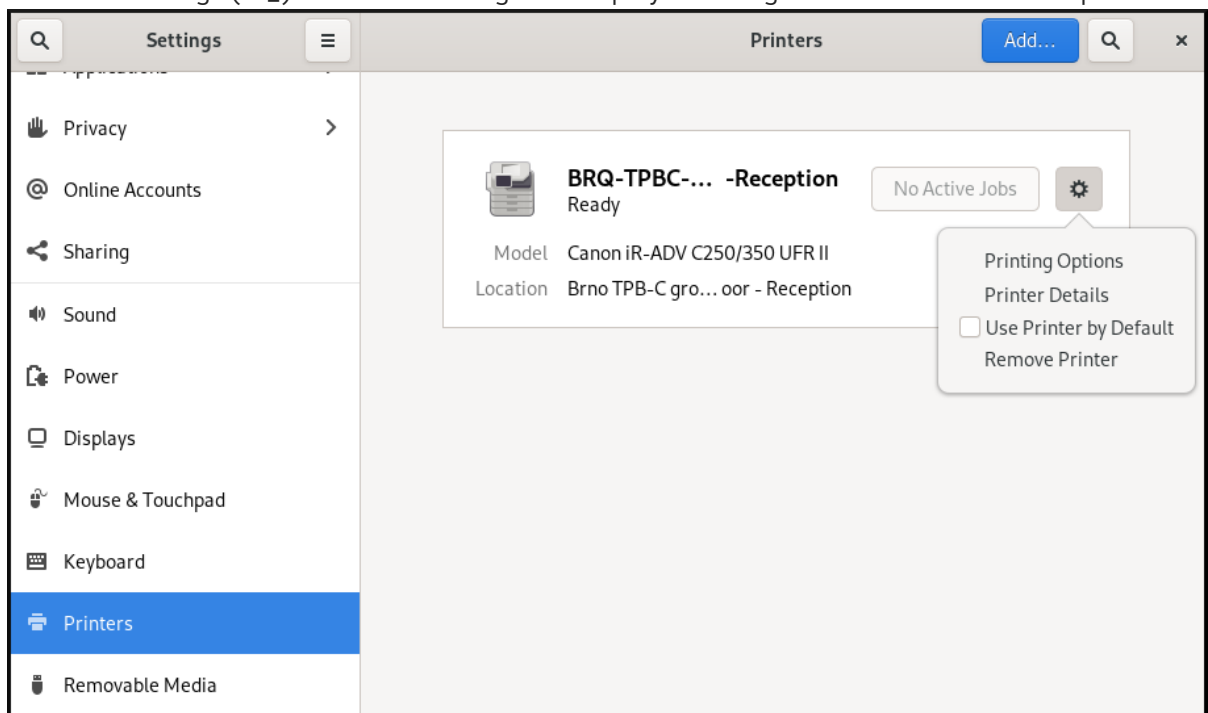 Settings
Printers
Add...
Privacy
Online Accounts
Sharing
Sound
Power
Displays
Mouse & Touchpad
Keyboard
Printers
Removable Media
BRQ-TPBC-... -Reception
Ready
No Active Jobs
Model Canon iR-ADV C250/350 UFR II
Location Brno TPB-C gro... oor - Reception
Printing Options
Printer Details
Use Printer by Default
Remove Printer